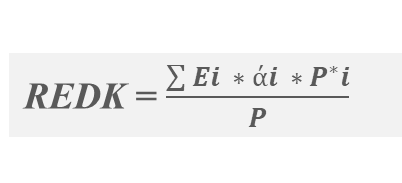 REDK = ∑ Ei * άi * P*i / P